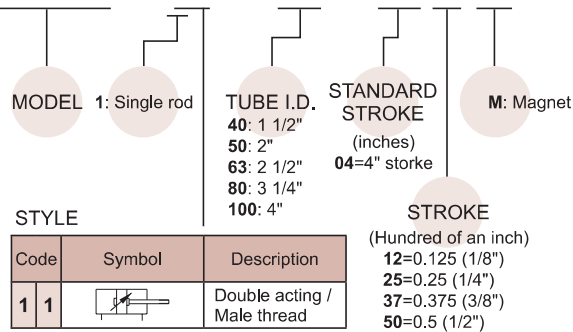 MODEL
1: Single rod
TUBE I.D.
40: 1 1/2"
50: 2"
63: 2 1/2"
80: 3 1/4"
100: 4"
STANDARD
STROKE
(inches)
04=4" storke
M: Magnet
STROKE
(Hundred of an inch)
12=0.125 (1/8")
25=0.25 (1/4")
37=0.375 (3/8")
50=0.5 (1/2")
STYLE
Code Symbol Description
1 1 Double acting /
Male thread